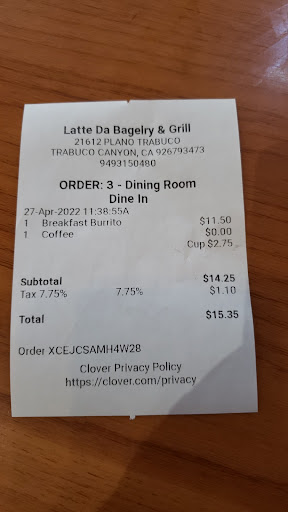 Latte Da Bagelry & Grill
21612 PLANO TRABUCO
TRABUCO CANYON, CA 926793473
9493150480
ORDER: 3 - Dining Room
Dine In
27-Apr-2022 11:38:55A
1 Breakfast Burrito $11.50
1 Coffee $0.00
Cup $2.75
Subtotal $14.25
Tax 7.75% 7.75% $1.10
Total $15.35
Order XCEJCSAMH4W28
Clover Privacy Policy
https://clover.com/privacy